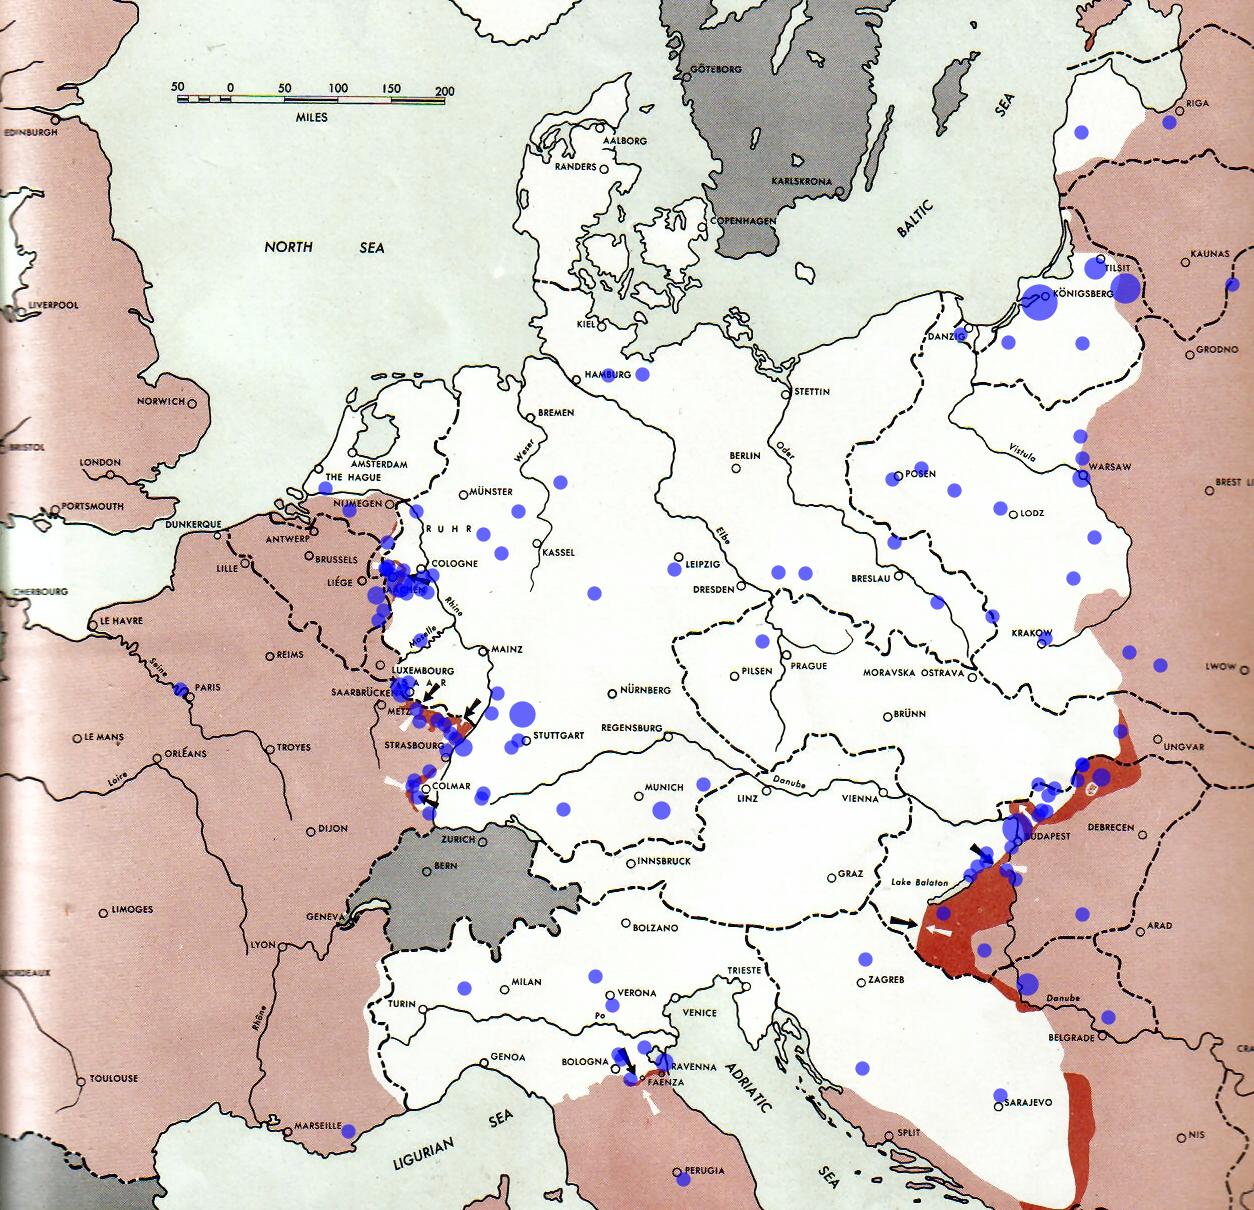 GÖTEBORG
50 0 50 100 150 200
MILES
SEA
RIGA
EDINBURGH
AALBORG
RANDERS
KARLSKRONA
COPENHAGEN
BALTIC
NORTH SEA
KAUNAS
TILSIT
LIVERPOOL
KÖNIGSBERG
KIEL
DANZIG
GRODNO
HAMBURG
STETTIN
NORWICH
BREMEN
BRISTOL
Weser
Oder
Vistula
LONDON
AMSTERDAM
BERLIN
WARSAW
THE HAGUE
POSEN
BREST LI
MÜNSTER
PORTSMOUTH
NIJMEGEN
LODZ
DUNKERQUE
RUHR
ANTWERP
Elbe
KASSEL
BRUSSELS
LILLE
COLOGNE
LEIPZIG
LIÉGE
BRESLAU
CHERBOURG
AACHEN
DRESDEN
Rhine
LE HAVRE
Moselle
KRAKOW
REIMS
MAINZ
Seine
LUXEMBOURG
PILSEN
PRAGUE
LWOW
MORAVSKA OSTRAVA
SAAR
PARIS
SAARBRÜCKEN
NÜRNBERG
METZ
BRÜNN
LE MANS
REGENSBURG
STRASBOURG
STUTTGART
UNGVAR
TROYES
ORLÉANS
Loire
COLMAR
MUNICH
Danube
LINZ
VIENNA
DIJON
DEBRECEN
BUDAPEST
ZURICH
BERN
INNSBRUCK
GRAZ
Lake Balaton
LIMOGES
GENEVA
BOLZANO
ARAD
LYON
BORDEAUX
TRIESTE
MILAN
VERONA
ZAGREB
TURIN
Po
VENICE
Danube
Rhône
BELGRADE
GENOA
BOLOGNA
RAVENNA
CRA
TOULOUSE
FAENZA
ADRIATIC
SARAJEVO
MARSEILLE
SEA
LIGURIAN
SPLIT
NIS
PERUGIA
SEA